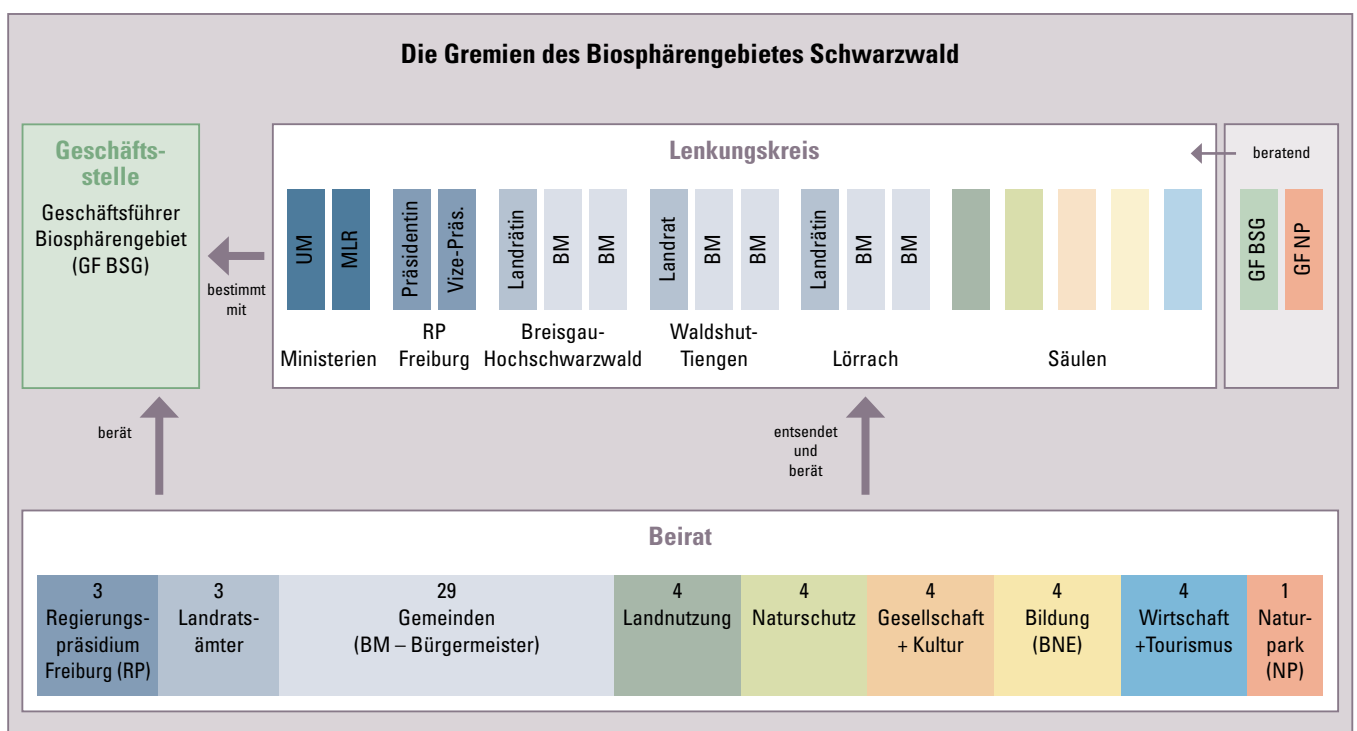 Die Gremien des Biosphärengebietes Schwarzwald
Geschäfts-
stelle
Geschäftsführer
Biosphärengebiet
(GF BSG)
bestimmt
mit
Lenkungskreis
UM
MLR
Ministerien
Präsidentin
Vize-Präs.
RP
Freiburg
Landrätin
BM
BM
Breisgau-
Hochschwarzwald
Landrat
BM
BM
Waldshut-
Tiengen
Landrätin
BM
BM
Lörrach
Säulen
beratend
GF BSG
GF NP
berät
entsendet
und
berät
Beirat
3
Regierungs-
präsidium
Freiburg (RP)
3
Landrats-
ämter
29
Gemeinden
(BM – Bürgermeister)
4
Landnutzung
4
Naturschutz
4
Gesellschaft
+ Kultur
4
Bildung
(BNE)
4
Wirtschaft
+Tourismus
1
Natur-
park
(NP)